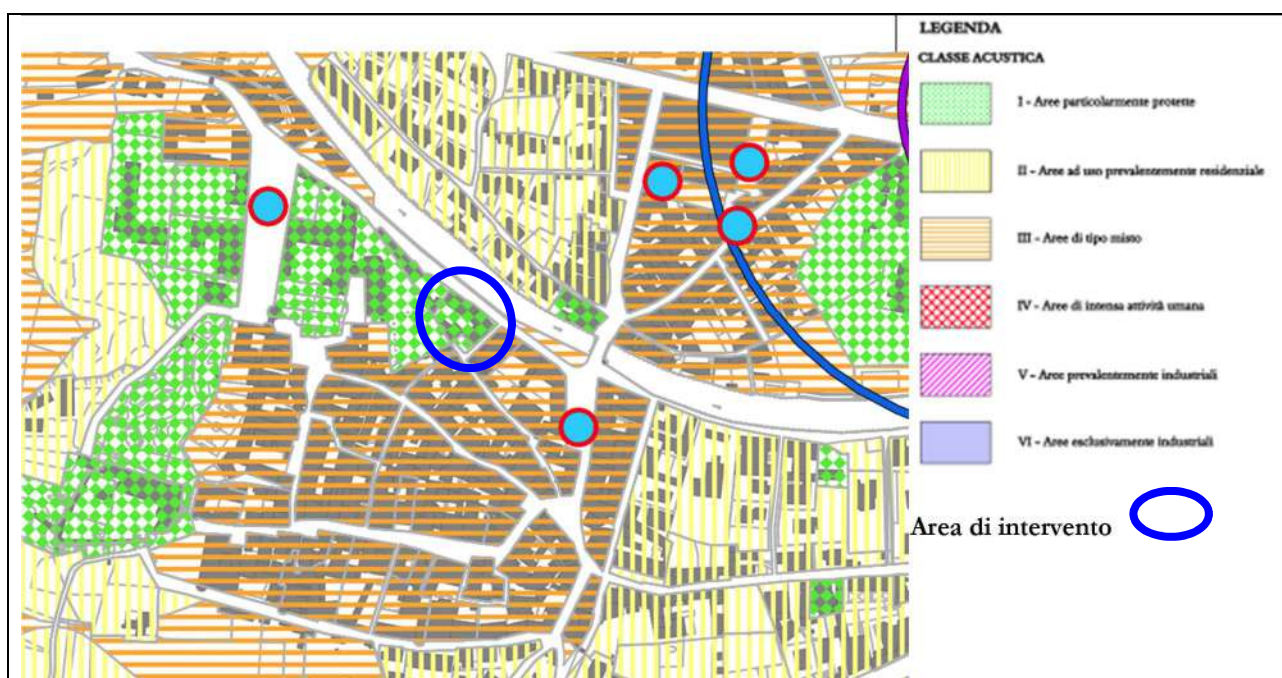 LEGENDA
CLASSE ACUSTICA
I - Aree particolarmente protette
II - Aree ad uso prevalentemente residenziale
III - Aree di tipo misto
IV - Aree di intensa attività umana
V - Aree prevalentemente industriali
VI - Aree esclusivamente industriali
Area di intervento